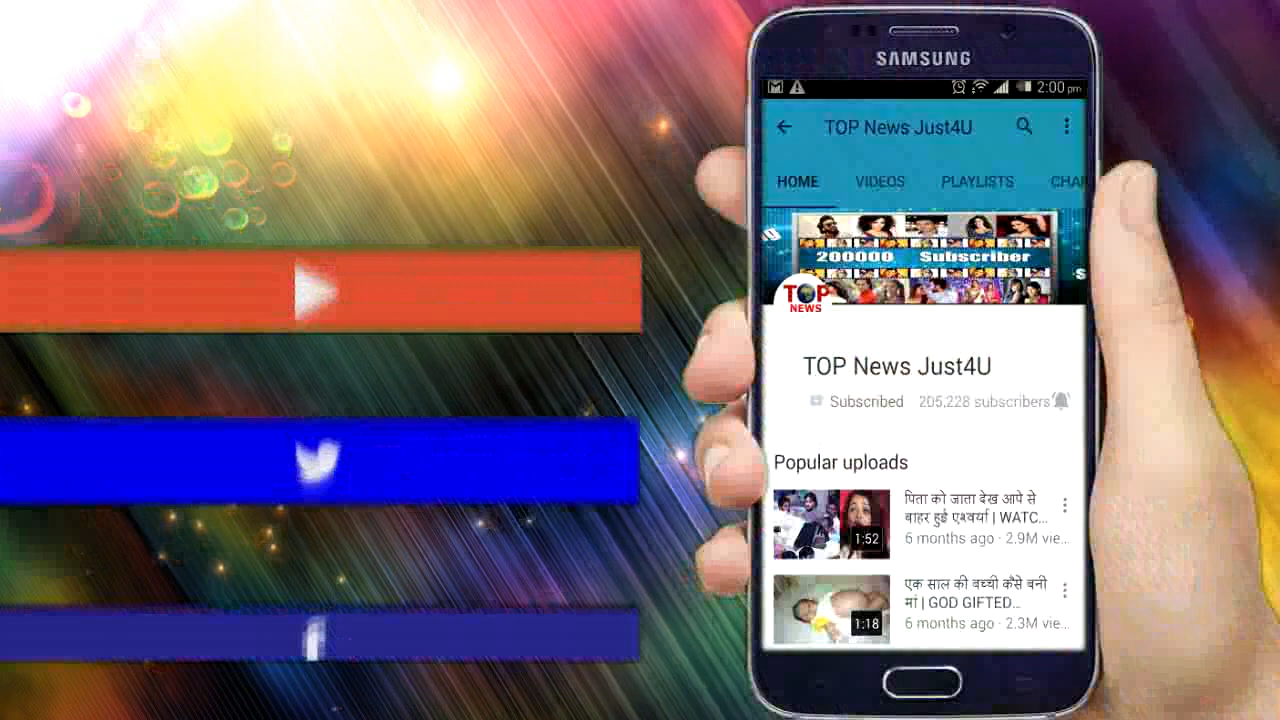 SAMSUNG
2:00 pm
TOP News Just4U
HOME VIDEOS PLAYLISTS CHAN
200000 Subscriber
TOP
NEWS
TOP News Just4U
Subscribed 205,228 subscribers
Popular uploads
पिता को जाता देख आपे से
बाहर हुई एश्वर्या | WATC...
1:52
6 months ago · 2.9M vie...
एक साल की बच्ची कैसे बनी
मां | GOD GIFTED...
1:18
6 months ago · 2.3M vie...